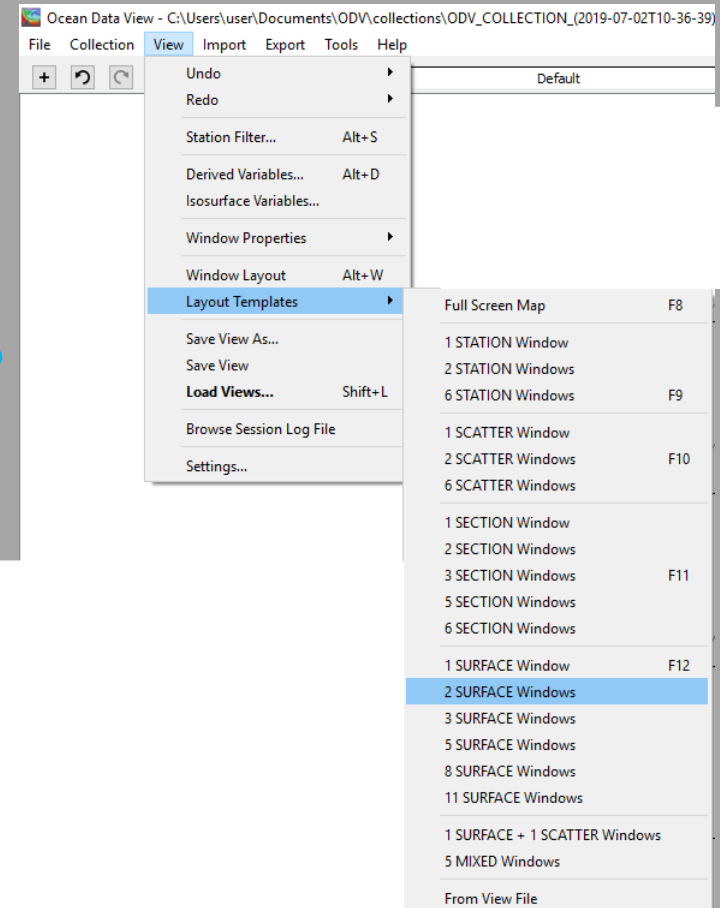 Ocean Data View - C:\Users\user\Documents\ODV\collections\ODV_COLLECTION_(2019-07-02T10-36-39)
File Collection View Import Export Tools Help
Default
Undo
Redo
Station Filter... Alt+S
Derived Variables... Alt+D
Isosurface Variables...
Window Properties
Window Layout Alt+W
Layout Templates
Save View As...
Save View
Load Views... Shift+L
Browse Session Log File
Settings...
Full Screen Map F8
1 STATION Window
2 STATION Windows
6 STATION Windows F9
1 SCATTER Window
2 SCATTER Windows F10
6 SCATTER Windows
1 SECTION Window
2 SECTION Windows
3 SECTION Windows F11
5 SECTION Windows
6 SECTION Windows
1 SURFACE Window F12
2 SURFACE Windows
3 SURFACE Windows
5 SURFACE Windows
8 SURFACE Windows
11 SURFACE Windows
1 SURFACE + 1 SCATTER Windows
5 MIXED Windows
From View File